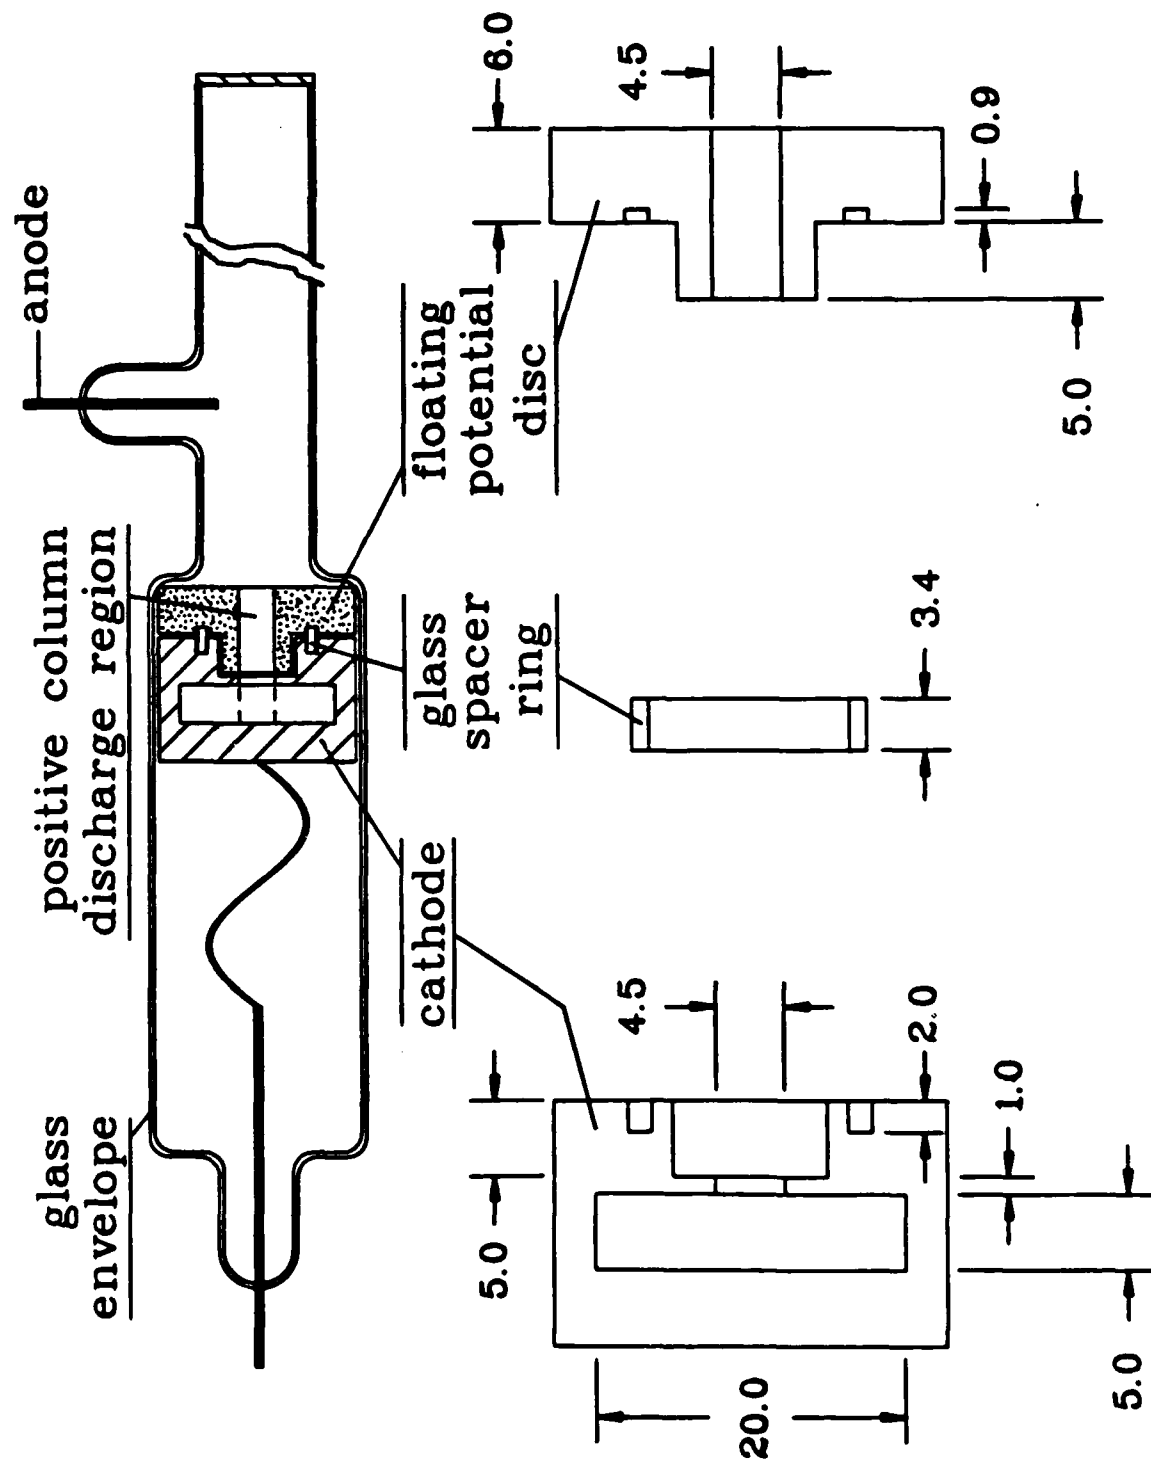 glass
envelope
positive column
discharge region
anode
cathode
glass
spacer
ring
floating
potential
disc
5.0
4.5
2.0
1.0
5.0
20.0
3.4
6.0
4.5
0.9
5.0